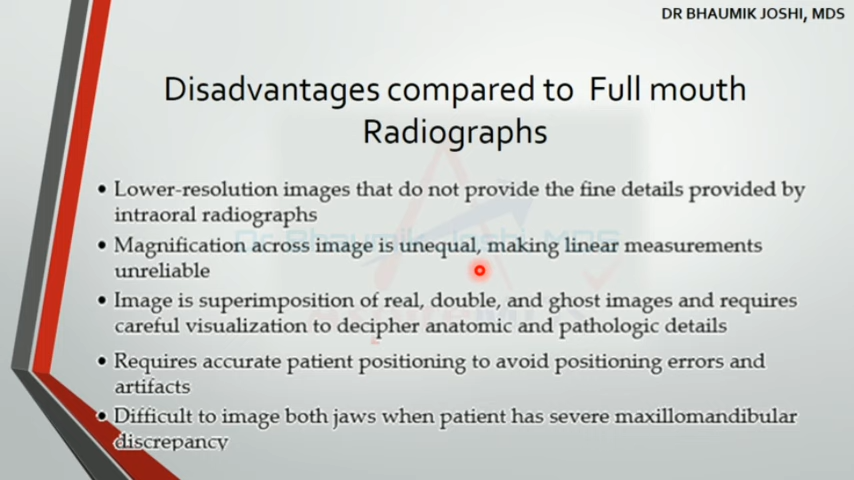 DR BHAUMIK JOSHI, MDS
Disadvantages compared to Full mouth
Radiographs
• Lower-resolution images that do not provide the fine details provided by
intraoral radiographs
• Magnification across image is unequal, making linear measurements
unreliable
• Image is superimposition of real, double, and ghost images and requires
careful visualization to decipher anatomic and pathologic details
• Requires accurate patient positioning to avoid positioning errors and
artifacts
• Difficult to image both jaws when patient has severe maxillomandibular
discrepancy